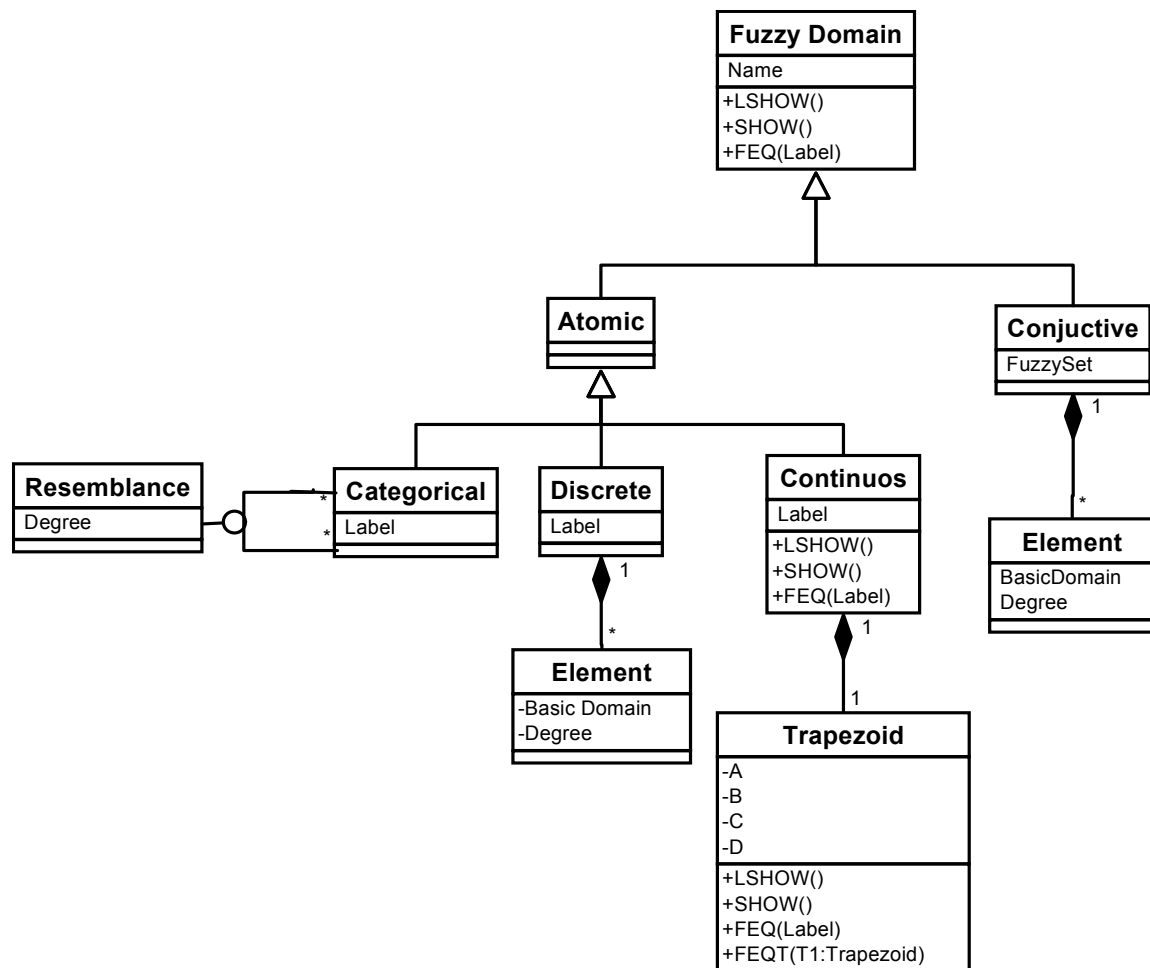 Fuzzy Domain
Name
+LSHOW()
+SHOW()
+FEQ(Label)
Atomic
Conjuctive
FuzzySet
1
*
Element
BasicDomain
Degree
Resemblance
Degree
*
*
Categorical
Label
Discrete
Label
1
*
Element
-Basic Domain
-Degree
Continuos
Label
+LSHOW()
+SHOW()
+FEQ(Label)
1
1
Trapezoid
-A
-B
-C
-D
+LSHOW()
+SHOW()
+FEQ(Label)
+FEQT(T1:Trapezoid)